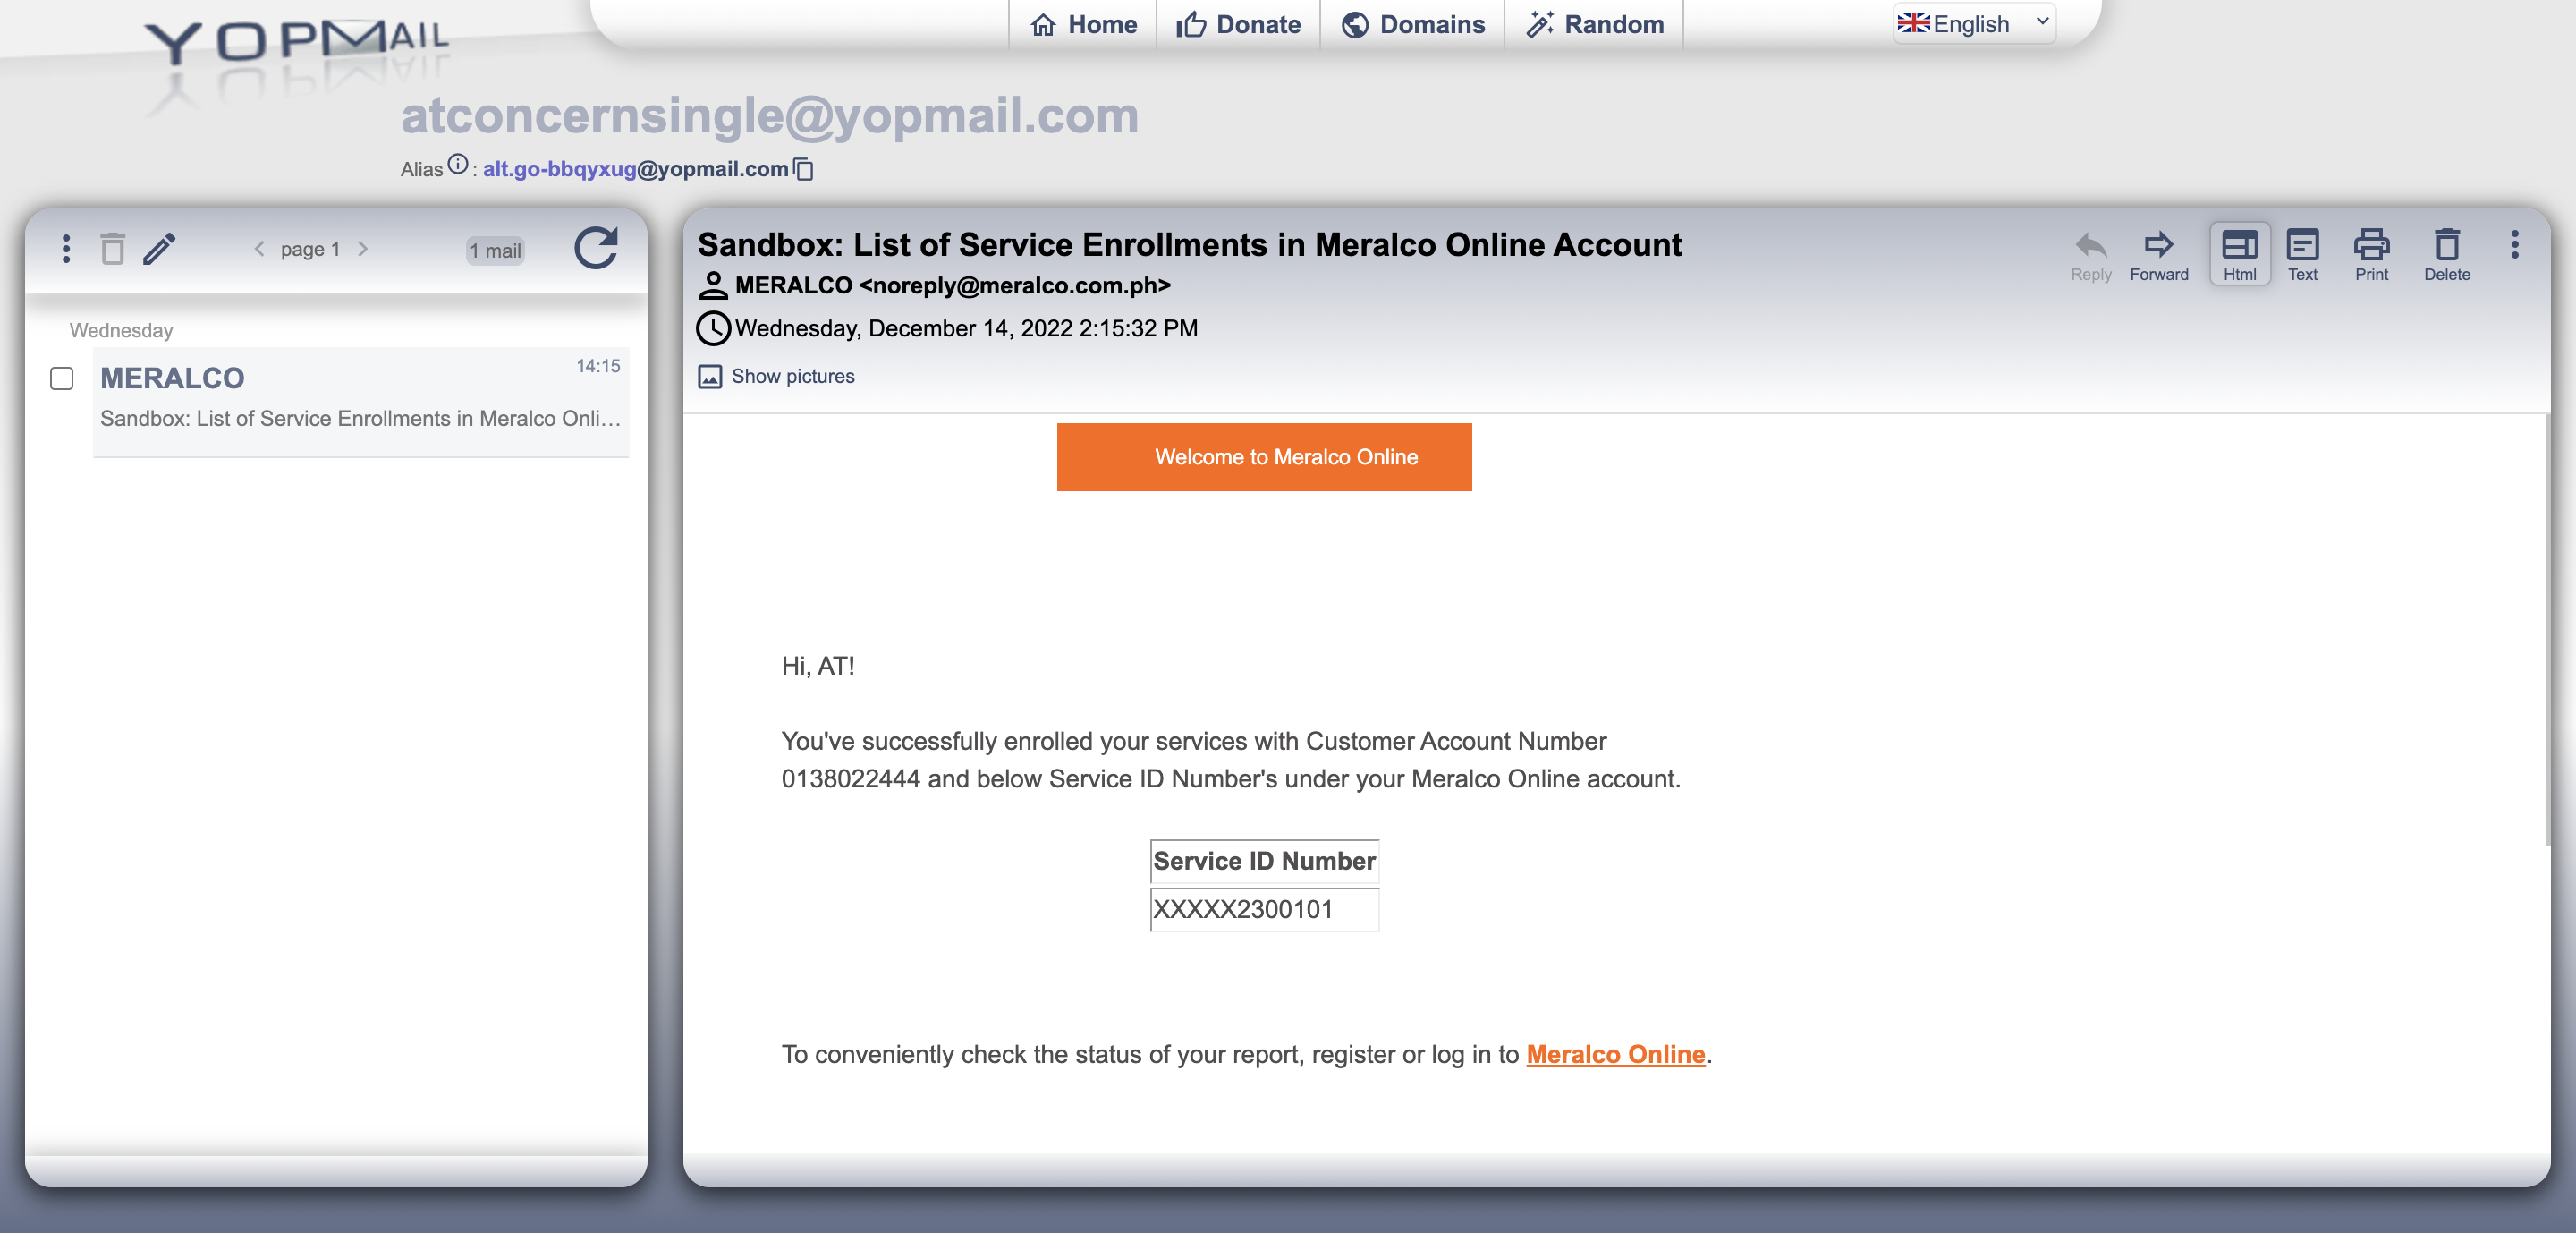 YOPMAIL
Home
Donate
Domains
Random
English
atconcernsingle@yopmail.com
Alias : alt.go-bbqyxug@yopmail.com
page 1
1 mail
Wednesday
MERALCO
14:15
Sandbox: List of Service Enrollments in Meralco Onli…
Sandbox: List of Service Enrollments in Meralco Online Account
MERALCO <noreply@meralco.com.ph>
Wednesday, December 14, 2022 2:15:32 PM
Show pictures
Reply
Forward
Html
Text
Print
Delete
Welcome to Meralco Online
Hi, AT!
You've successfully enrolled your services with Customer Account Number
0138022444 and below Service ID Number's under your Meralco Online account.
Service ID Number
XXXXX2300101
To conveniently check the status of your report, register or log in to Meralco Online.